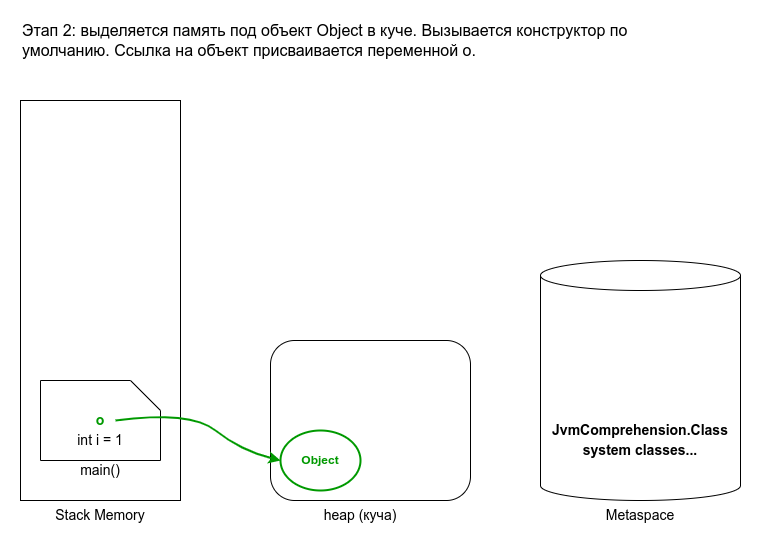 Этап 2: выделяется память под объект Object в куче. Вызывается конструктор по
умолчанию. Ссылка на объект присваивается переменной o.
o
int i = 1
main()
Stack Memory
Object
heap (куча)
JvmComprehension.Class
system classes...
Metaspace